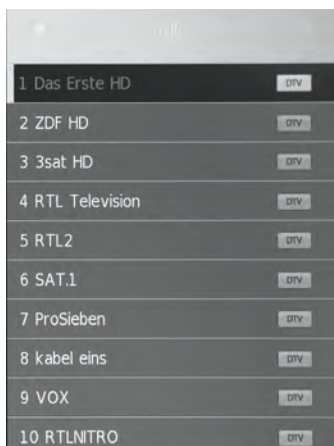 1 Das Erste HD DTV
2 ZDF HD DTV
3 3sat HD DTV
4 RTL Television DTV
5 RTL2 DTV
6 SAT.1 DTV
7 ProSieben DTV
8 kabel eins DTV
9 VOX DTV
10 RTLNITRO DTV